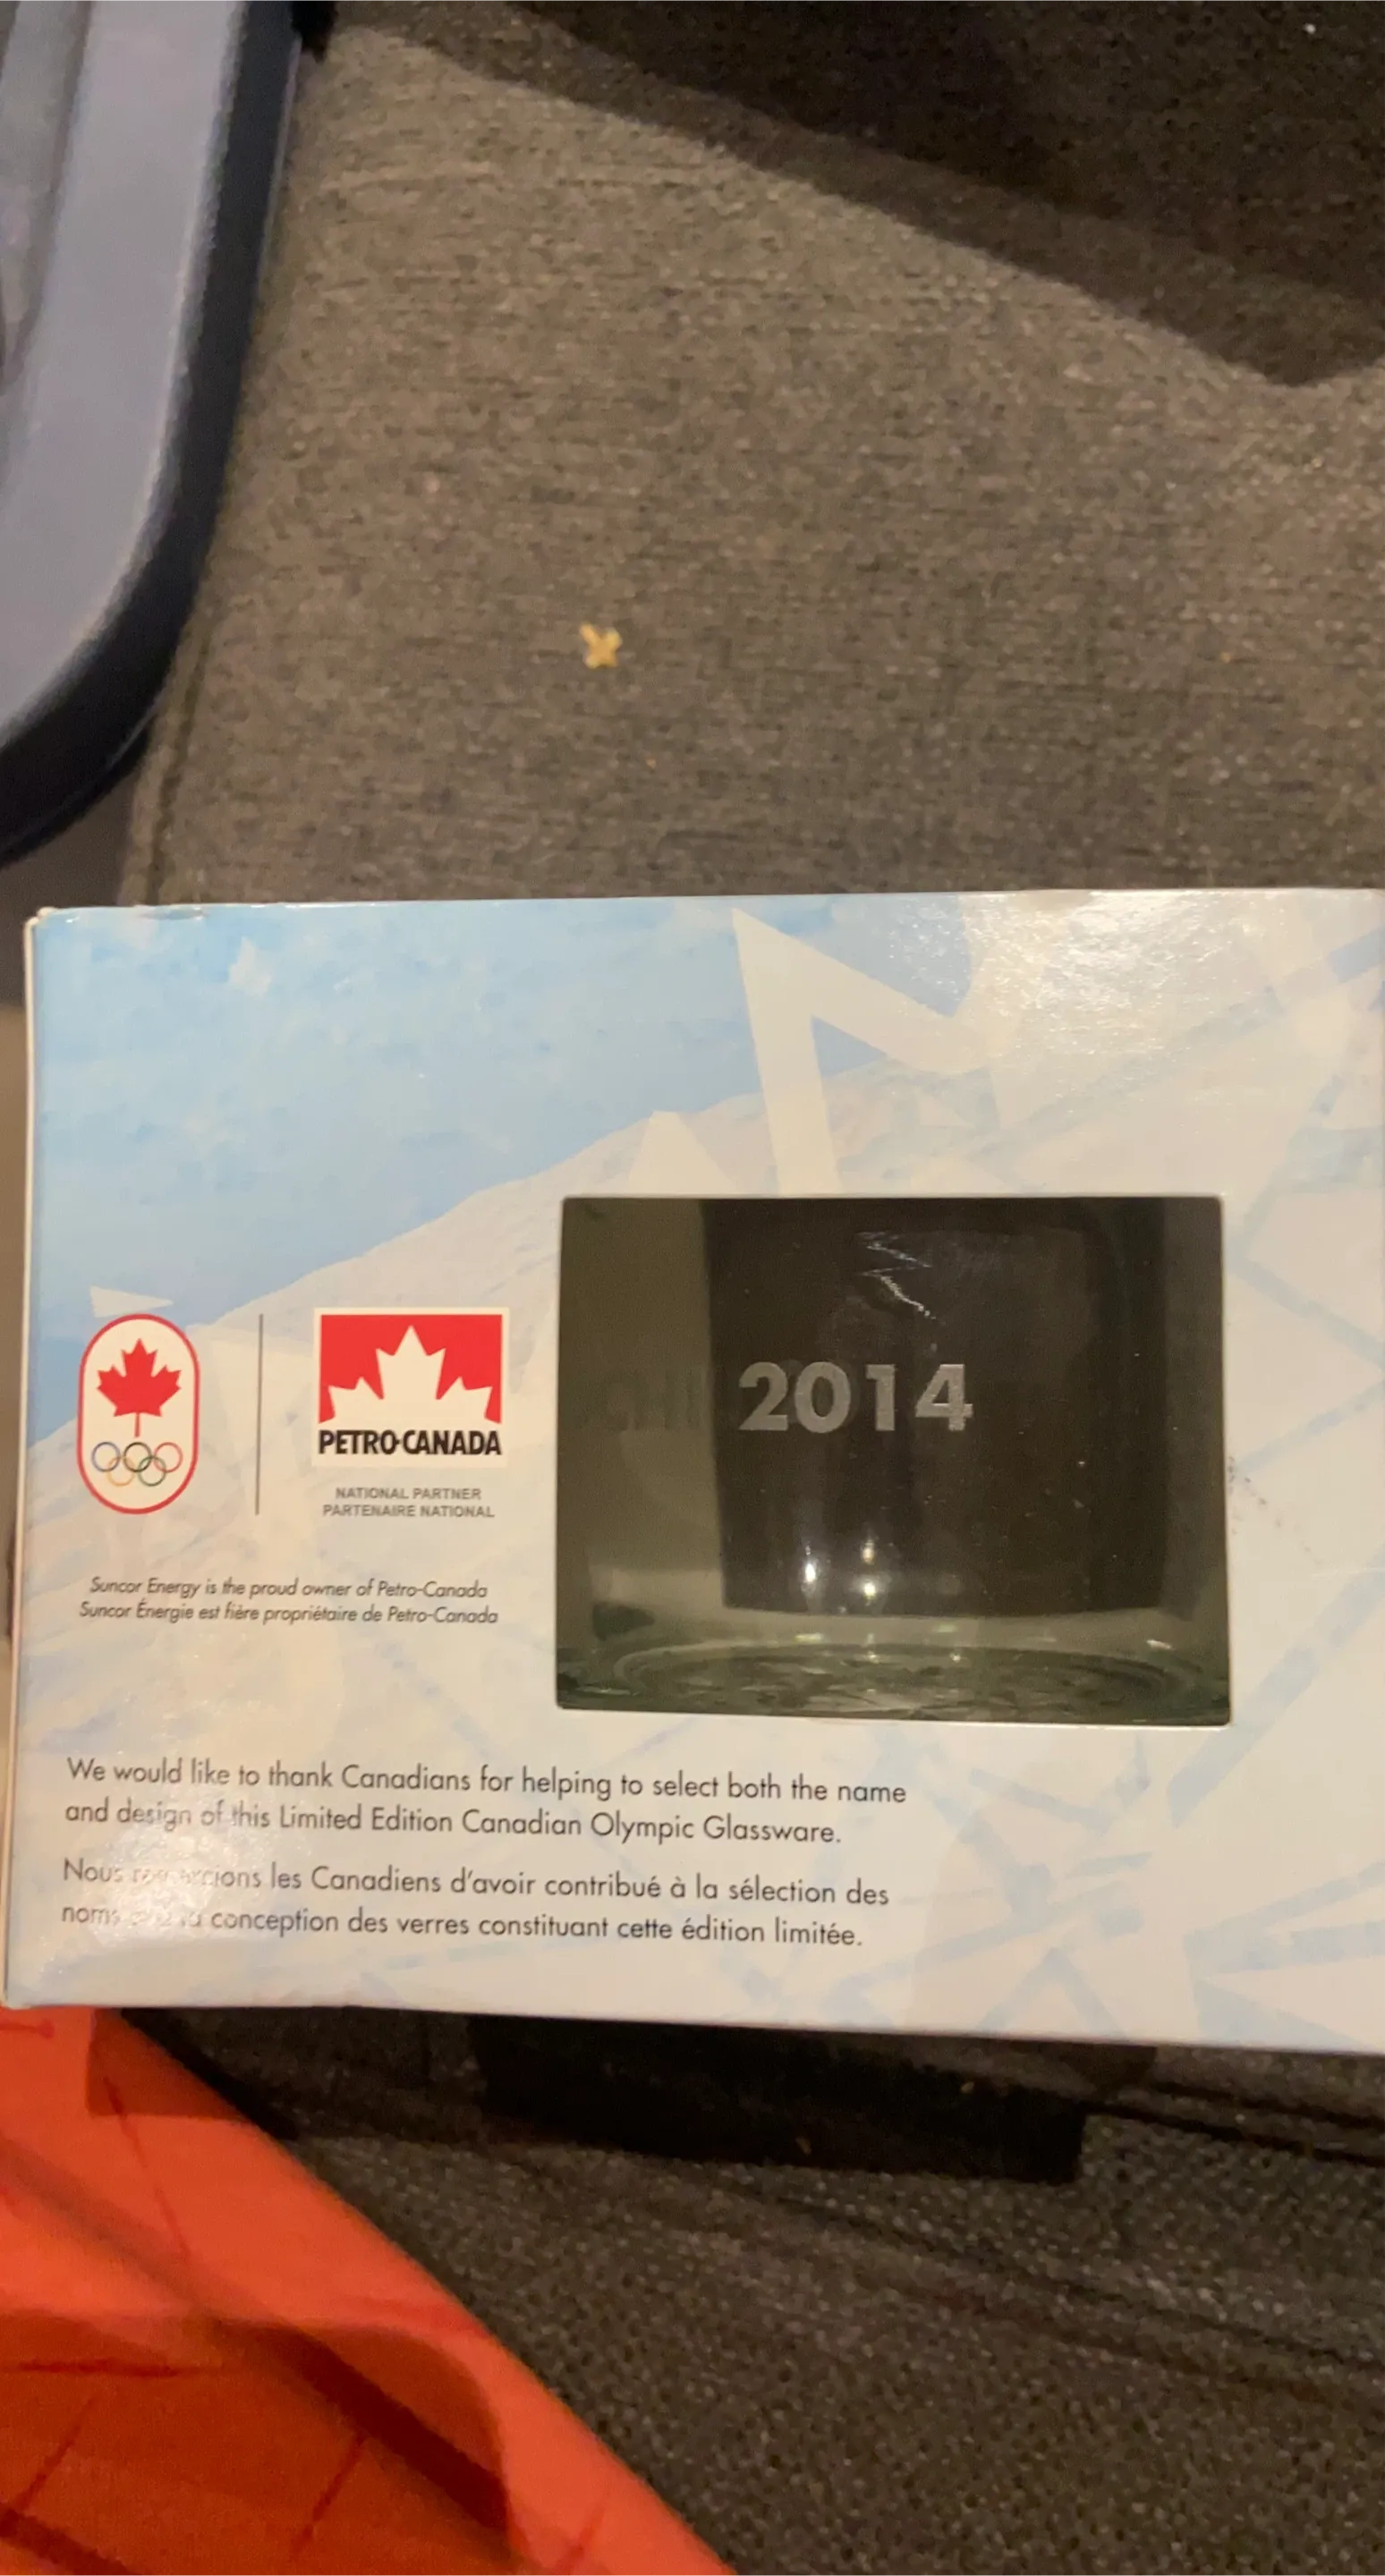 2014
PETRO-CANADA
NATIONAL PARTNER
PARTENAIRE NATIONAL
Suncor Energy is the proud owner of Petro-Canada
Suncor Énergie est fière propriétaire de Petro-Canada
We would like to thank Canadians for helping to select both the name
and design of this Limited Edition Canadian Olympic Glassware.
Nous les Canadiens d'avoir contribué à la sélection des
noms conception des verres constituant cette édition limitée.